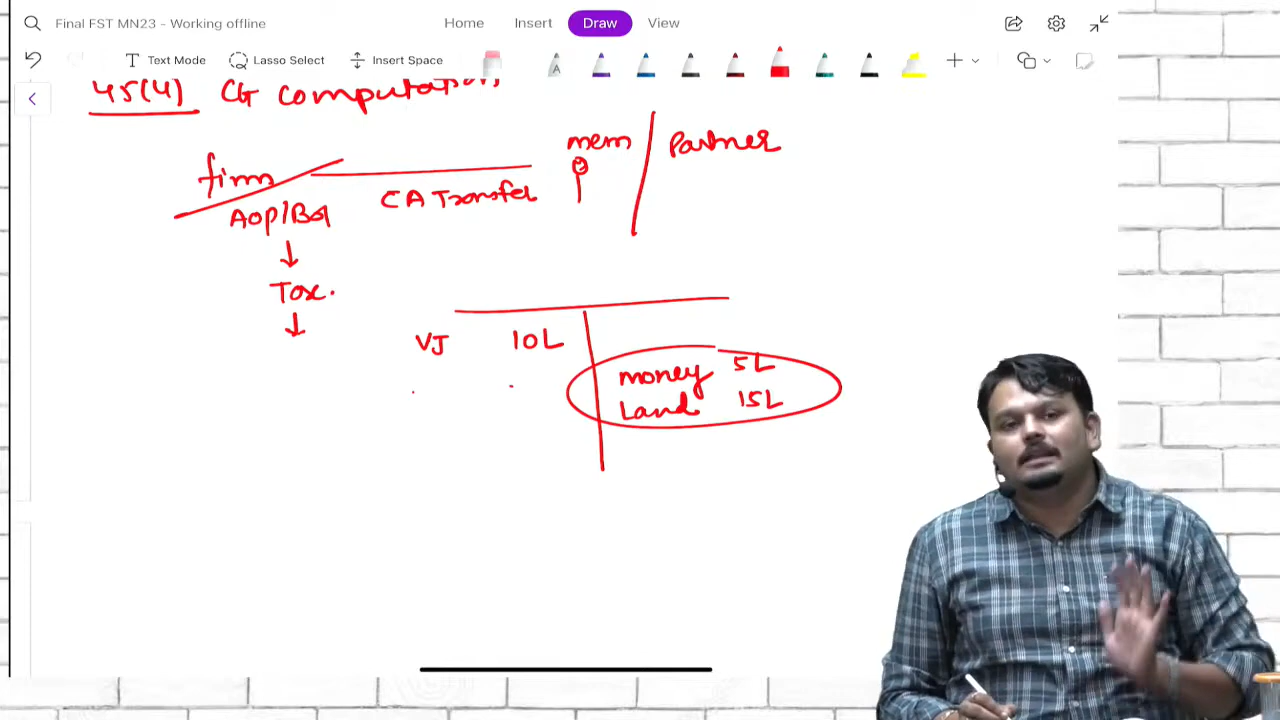 Final FST MN23 - Working offline
Home Insert Draw View
Text Mode Lasso Select Insert Space
45(4) CG Computation
firm
AOP/BOI
CA Transfer
mem
Partner
↓
Tax.
↓
VJ 10L
money 5L
Land 15L